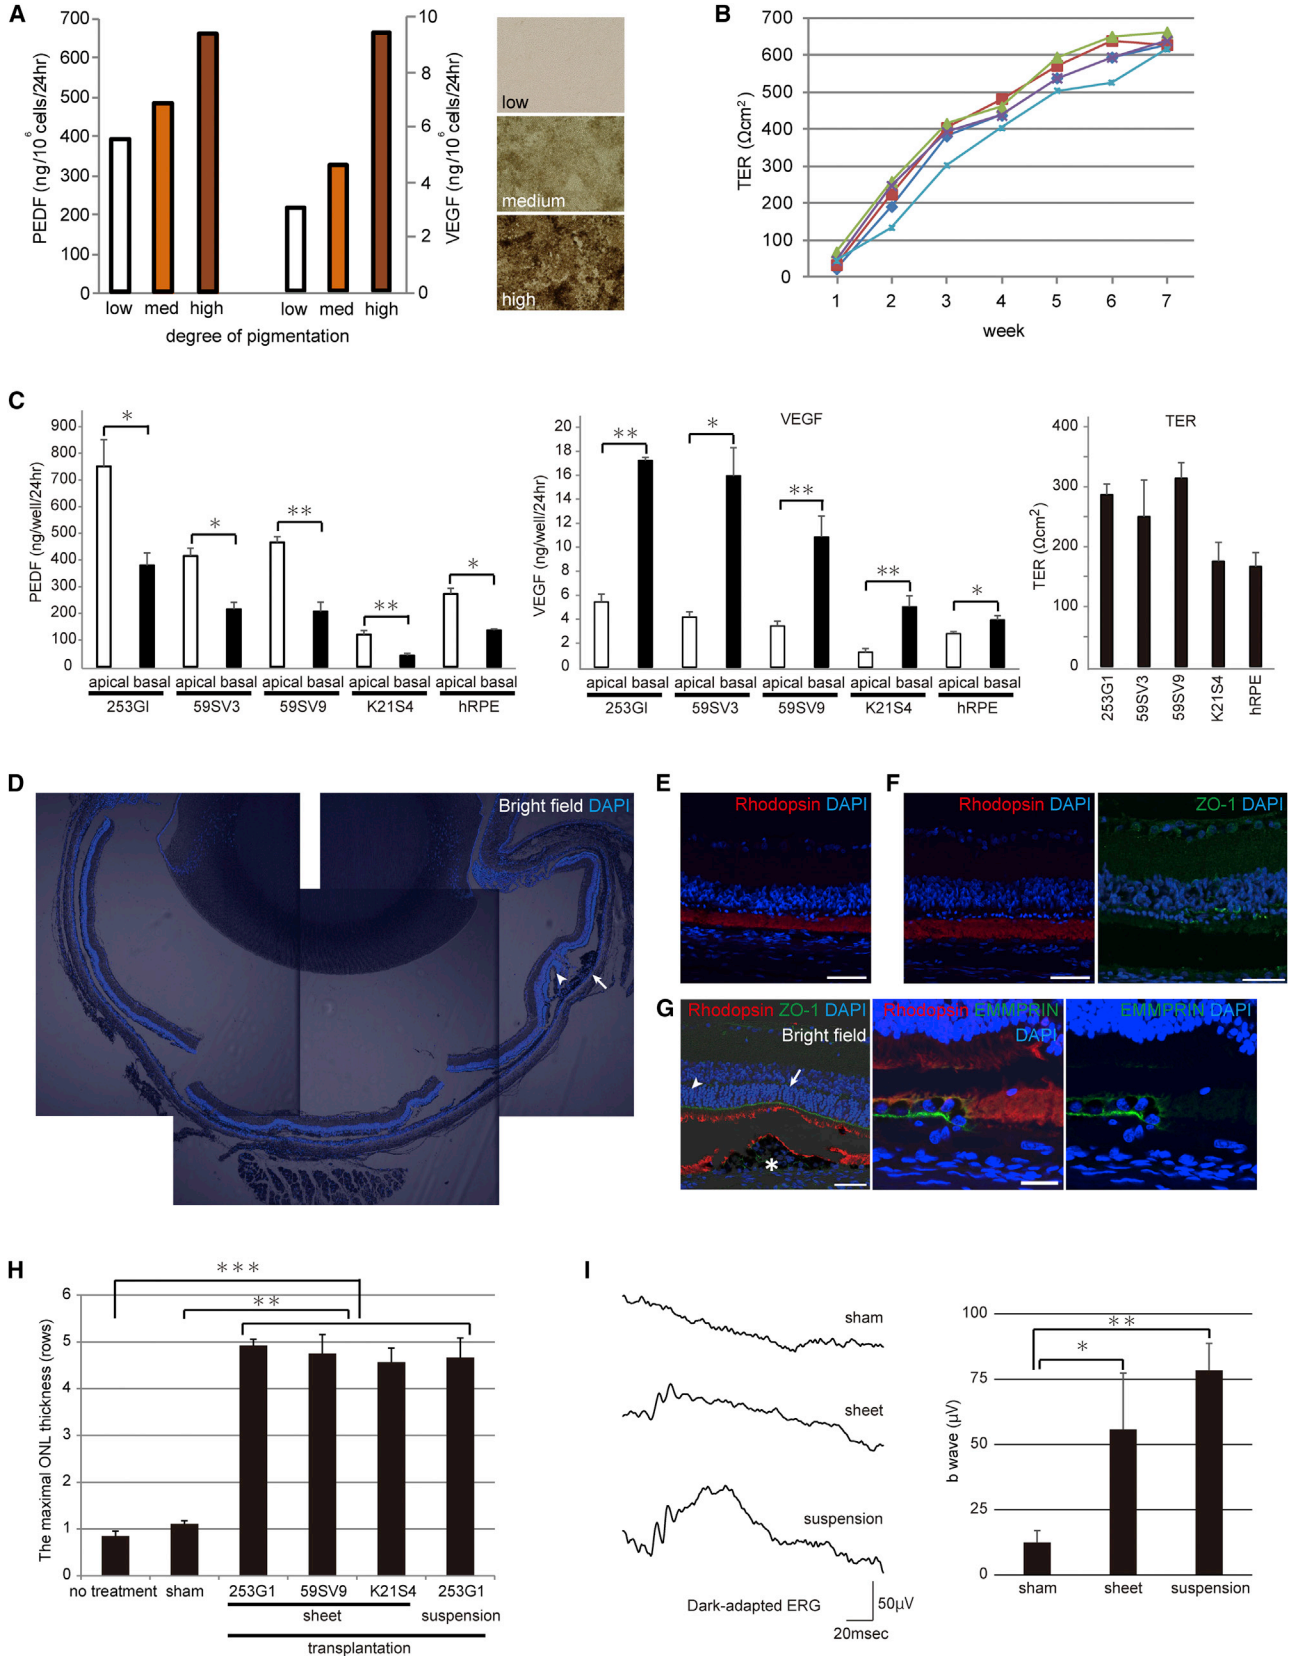 A
700
600
500
400
300
200
100
0
PEDF (ng/10⁶ cells/24hr)
10
8
6
4
2
0
VEGF (ng/10⁶ cells/24hr)
low med high
low med high
degree of pigmentation
low
medium
high
B
700
600
500
400
300
200
100
0
TER (Ωcm²)
1 2 3 4 5 6 7
week
C
900
800
700
600
500
400
300
200
100
0
PEDF (ng/well/24hr)
* * ** ** *
apical basal apical basal apical basal apical basal apical basal
253GI 59SV3 59SV9 K21S4 hRPE
VEGF
20
18
16
14
12
10
8
6
4
2
0
VEGF (ng/well/24hr)
** * ** ** *
apical basal apical basal apical basal apical basal apical basal
253GI 59SV3 59SV9 K21S4 hRPE
TER
400
300
200
100
0
TER (Ωcm²)
253G1
59SV3
59SV9
K21S4
hRPE
D
Bright field DAPI
E
Rhodopsin DAPI
F
Rhodopsin DAPI
ZO-1 DAPI
G
Rhodopsin ZO-1 DAPI
Bright field
*
Rhodopsin EMMPRIN
DAPI
EMMPRIN DAPI
H
***
**
6
5
4
3
2
1
0
The maximal ONL thickness (rows)
no treatment sham 253G1 59SV9 K21S4 253G1
sheet suspension
transplantation
I
sham
sheet
suspension
Dark-adapted ERG
50μV
20msec
100
75
50
25
0
b wave (μV)
**
*
sham sheet suspension